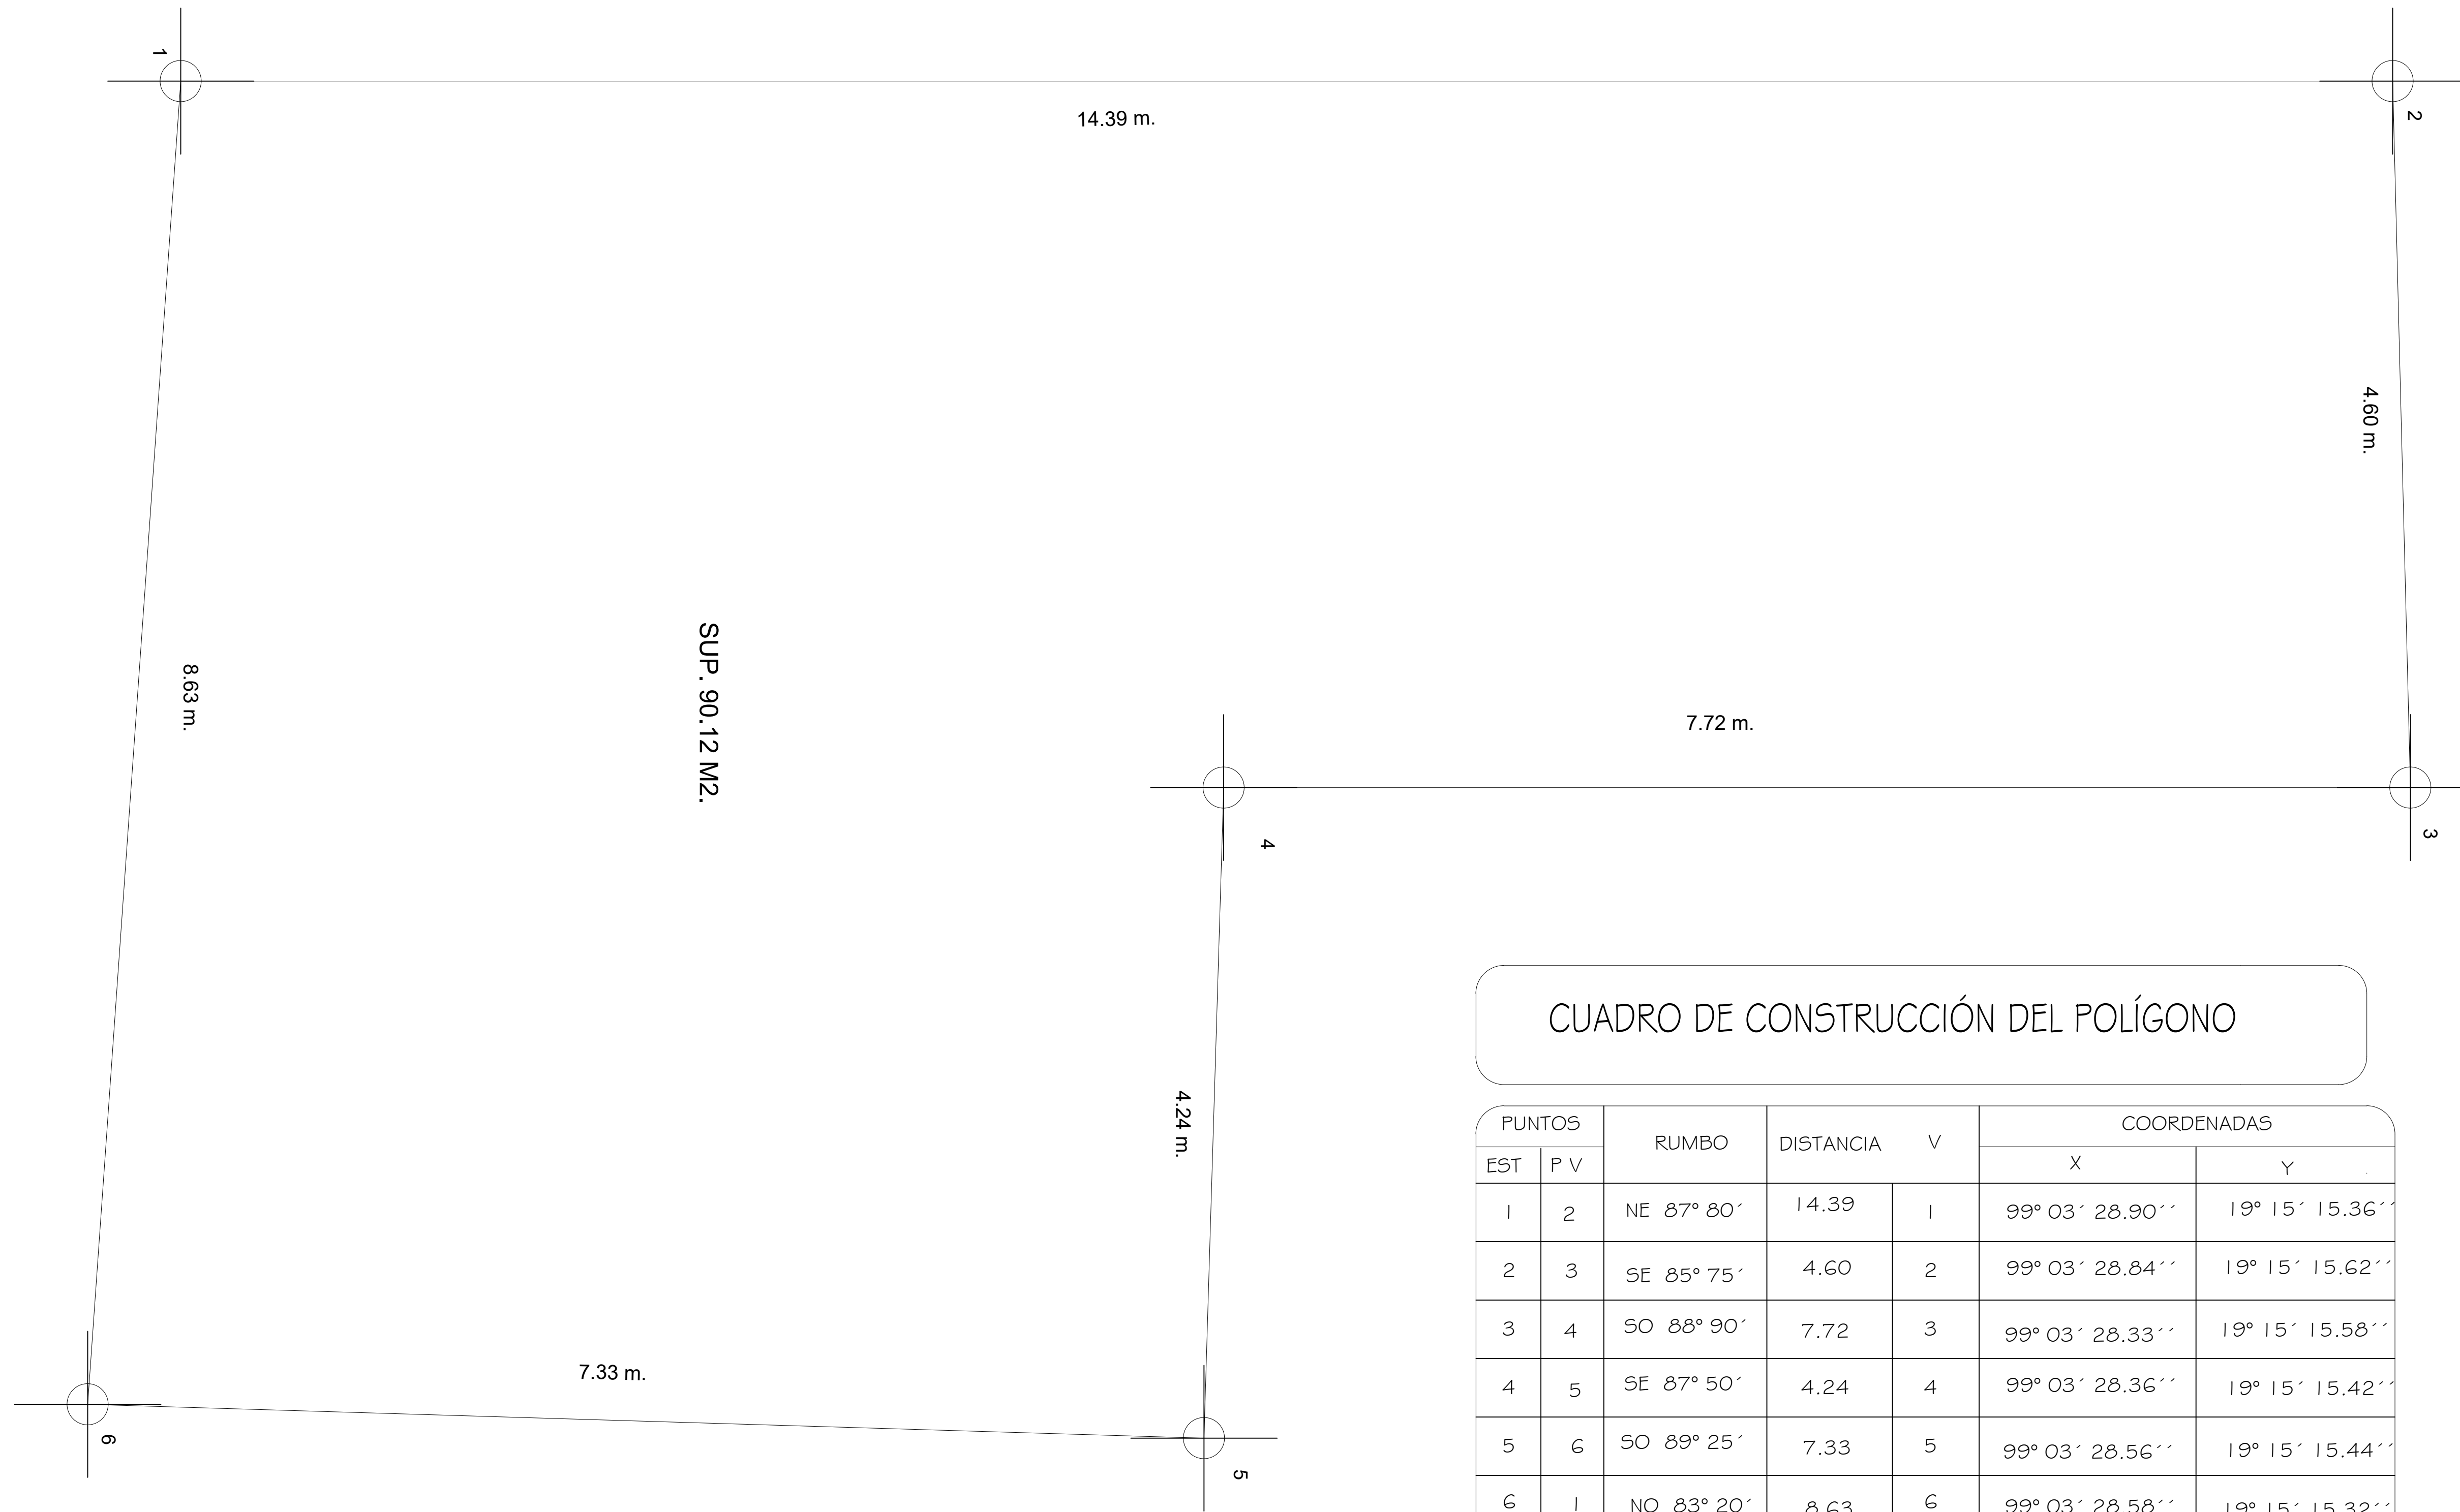 1
2
14.39 m.
4.60 m.
8.63 m.
SUP. 90.12 M2.
7.72 m.
4
3
4.24 m.
7.33 m.
6
5
CUADRO DE CONSTRUCCIÓN DEL POLÍGONO
PUNTOS RUMBO DISTANCIA V COORDENADAS
EST P V X Y
1 2 NE 87° 80´ 14.39 1 99° 03´ 28.90´´ 19° 15´ 15.36´´
2 3 SE 85° 75´ 4.60 2 99° 03´ 28.84´´ 19° 15´ 15.62´´
3 4 SO 88° 90´ 7.72 3 99° 03´ 28.33´´ 19° 15´ 15.58´´
4 5 SE 87° 50´ 4.24 4 99° 03´ 28.36´´ 19° 15´ 15.42´´
5 6 SO 89° 25´ 7.33 5 99° 03´ 28.56´´ 19° 15´ 15.44´´
6 1 NO 83° 20´ 8.63 6 99° 03´ 28.58´´ 19° 15´ 15.32´´